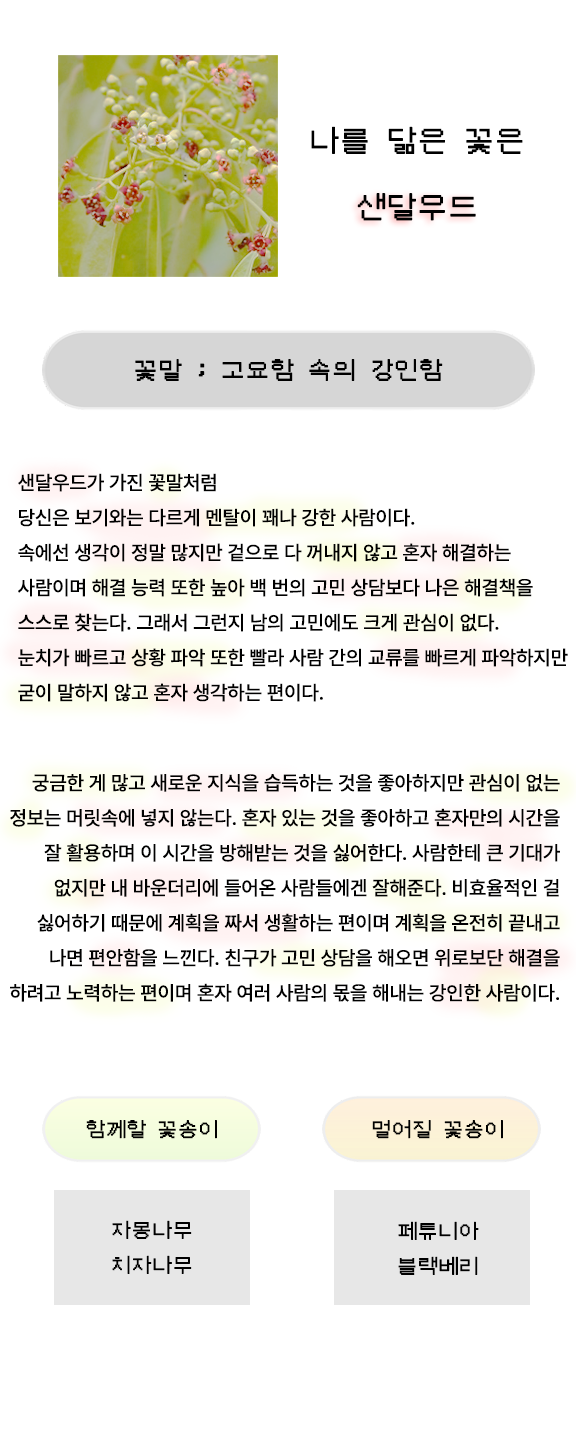 나를 닮은 꽃은
샌달우드
꽃말 ; 고요함 속의 강인함
샌달우드가 가진 꽃말처럼
당신은 보기와는 다르게 멘탈이 꽤나 강한 사람이다.
속에선 생각이 정말 많지만 겉으로 다 꺼내지 않고 혼자 해결하는
사람이며 해결 능력 또한 높아 백 번의 고민 상담보다 나은 해결책을
스스로 찾는다. 그래서 그런지 남의 고민에도 크게 관심이 없다.
눈치가 빠르고 상황 파악 또한 빨라 사람 간의 교류를 빠르게 파악하지만
굳이 말하지 않고 혼자 생각하는 편이다.
궁금한 게 많고 새로운 지식을 습득하는 것을 좋아하지만 관심이 없는
정보는 머릿속에 넣지 않는다. 혼자 있는 것을 좋아하고 혼자만의 시간을
잘 활용하며 이 시간을 방해받는 것을 싫어한다. 사람한테 큰 기대가
없지만 내 바운더리에 들어온 사람들에겐 잘해준다. 비효율적인 걸
싫어하기 때문에 계획을 짜서 생활하는 편이며 계획을 온전히 끝내고
나면 편안함을 느낀다. 친구가 고민 상담을 해오면 위로보단 해결을
하려고 노력하는 편이며 혼자 여러 사람의 몫을 해내는 강인한 사람이다.
함께할 꽃송이
자몽나무
치자나무
멀어질 꽃송이
페튜니아
블랙베리